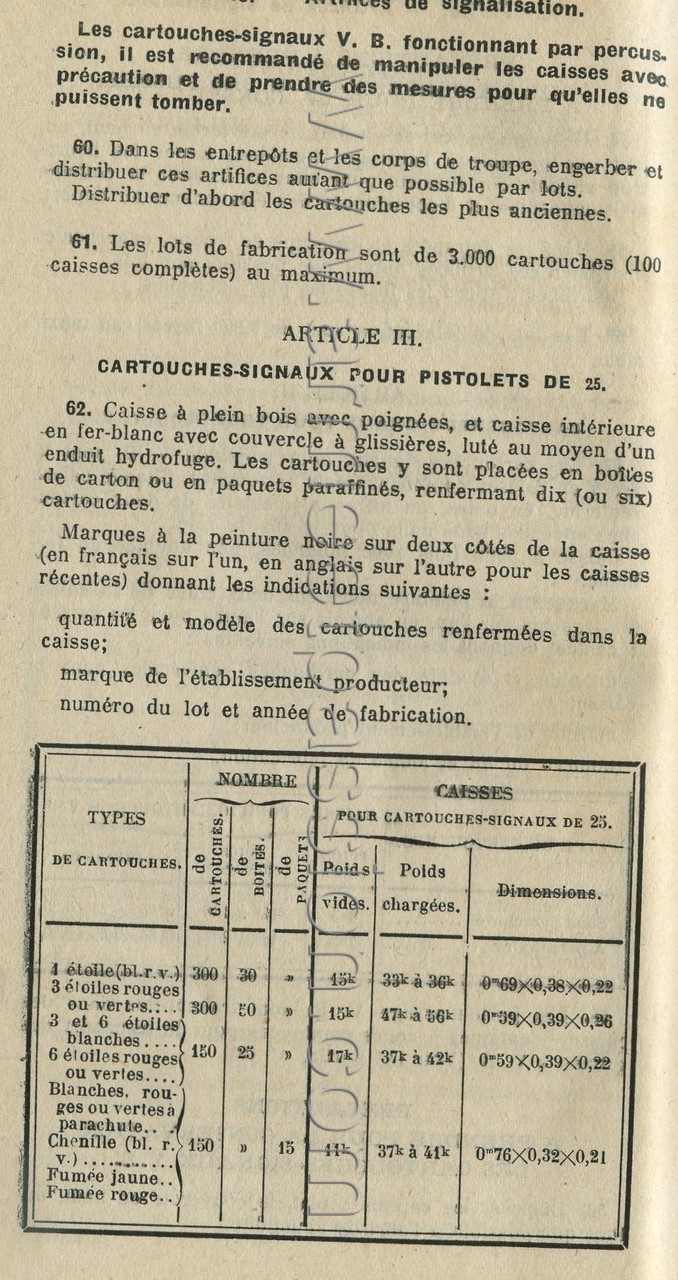 Artifices de signalisation.
Les cartouches-signaux V. B. fonctionnant par percus-
sion, il est recommandé de manipuler les caisses avec
précaution et de prendre des mesures pour qu'elles ne
puissent tomber.
60. Dans les entrepôts et les corps de troupe, engerber et
distribuer ces artifices autant que possible par lots.
Distribuer d'abord les cartouches les plus anciennes.
61. Les lots de fabrication sont de 3.000 cartouches (100
caisses complètes) au maximum.
ARTICLE III.
CARTOUCHES-SIGNAUX POUR PISTOLETS DE 25.
62. Caisse à plein bois avec poignées, et caisse intérieure
en fer-blanc avec couvercle à glissières, luté au moyen d'un
enduit hydrofuge. Les cartouches y sont placées en boîtes
de carton ou en paquets paraffinés, renfermant dix (ou six)
cartouches.
Marques à la peinture noire sur deux côtés de la caisse
(en français sur l'un, en anglais sur l'autre pour les caisses
récentes) donnant les indications suivantes :
quantité et modèle des cartouches renfermées dans la
caisse;
marque de l'établissement producteur;
numéro du lot et année de fabrication.
TYPES
DE CARTOUCHES.
NOMBRE
de CARTOUCHES.
de BOITES.
de PAQUETS
CAISSES
POUR CARTOUCHES-SIGNAUX DE 25.
Poids vides.
Poids chargées.
Dimensions.
1 étoile (bl. r. v.) 300 30 » 15k 33k à 36k 0m69×0,38×0,22
3 étoiles rouges
ou vertes.... 300 50 » 15k 47k à 56k 0m59×0,39×0,26
3 et 6 étoiles
blanches....
6 étoiles rouges 150 25 » 17k 37k à 42k 0m59×0,39×0,22
ou vertes....
Blanches, rou-
ges ou vertes à
parachute..
Chenille (bl. r. 150 » 15 11k 37k à 41k 0m76×0,32×0,21
v.)..............
Fumée jaune..
Fumée rouge..